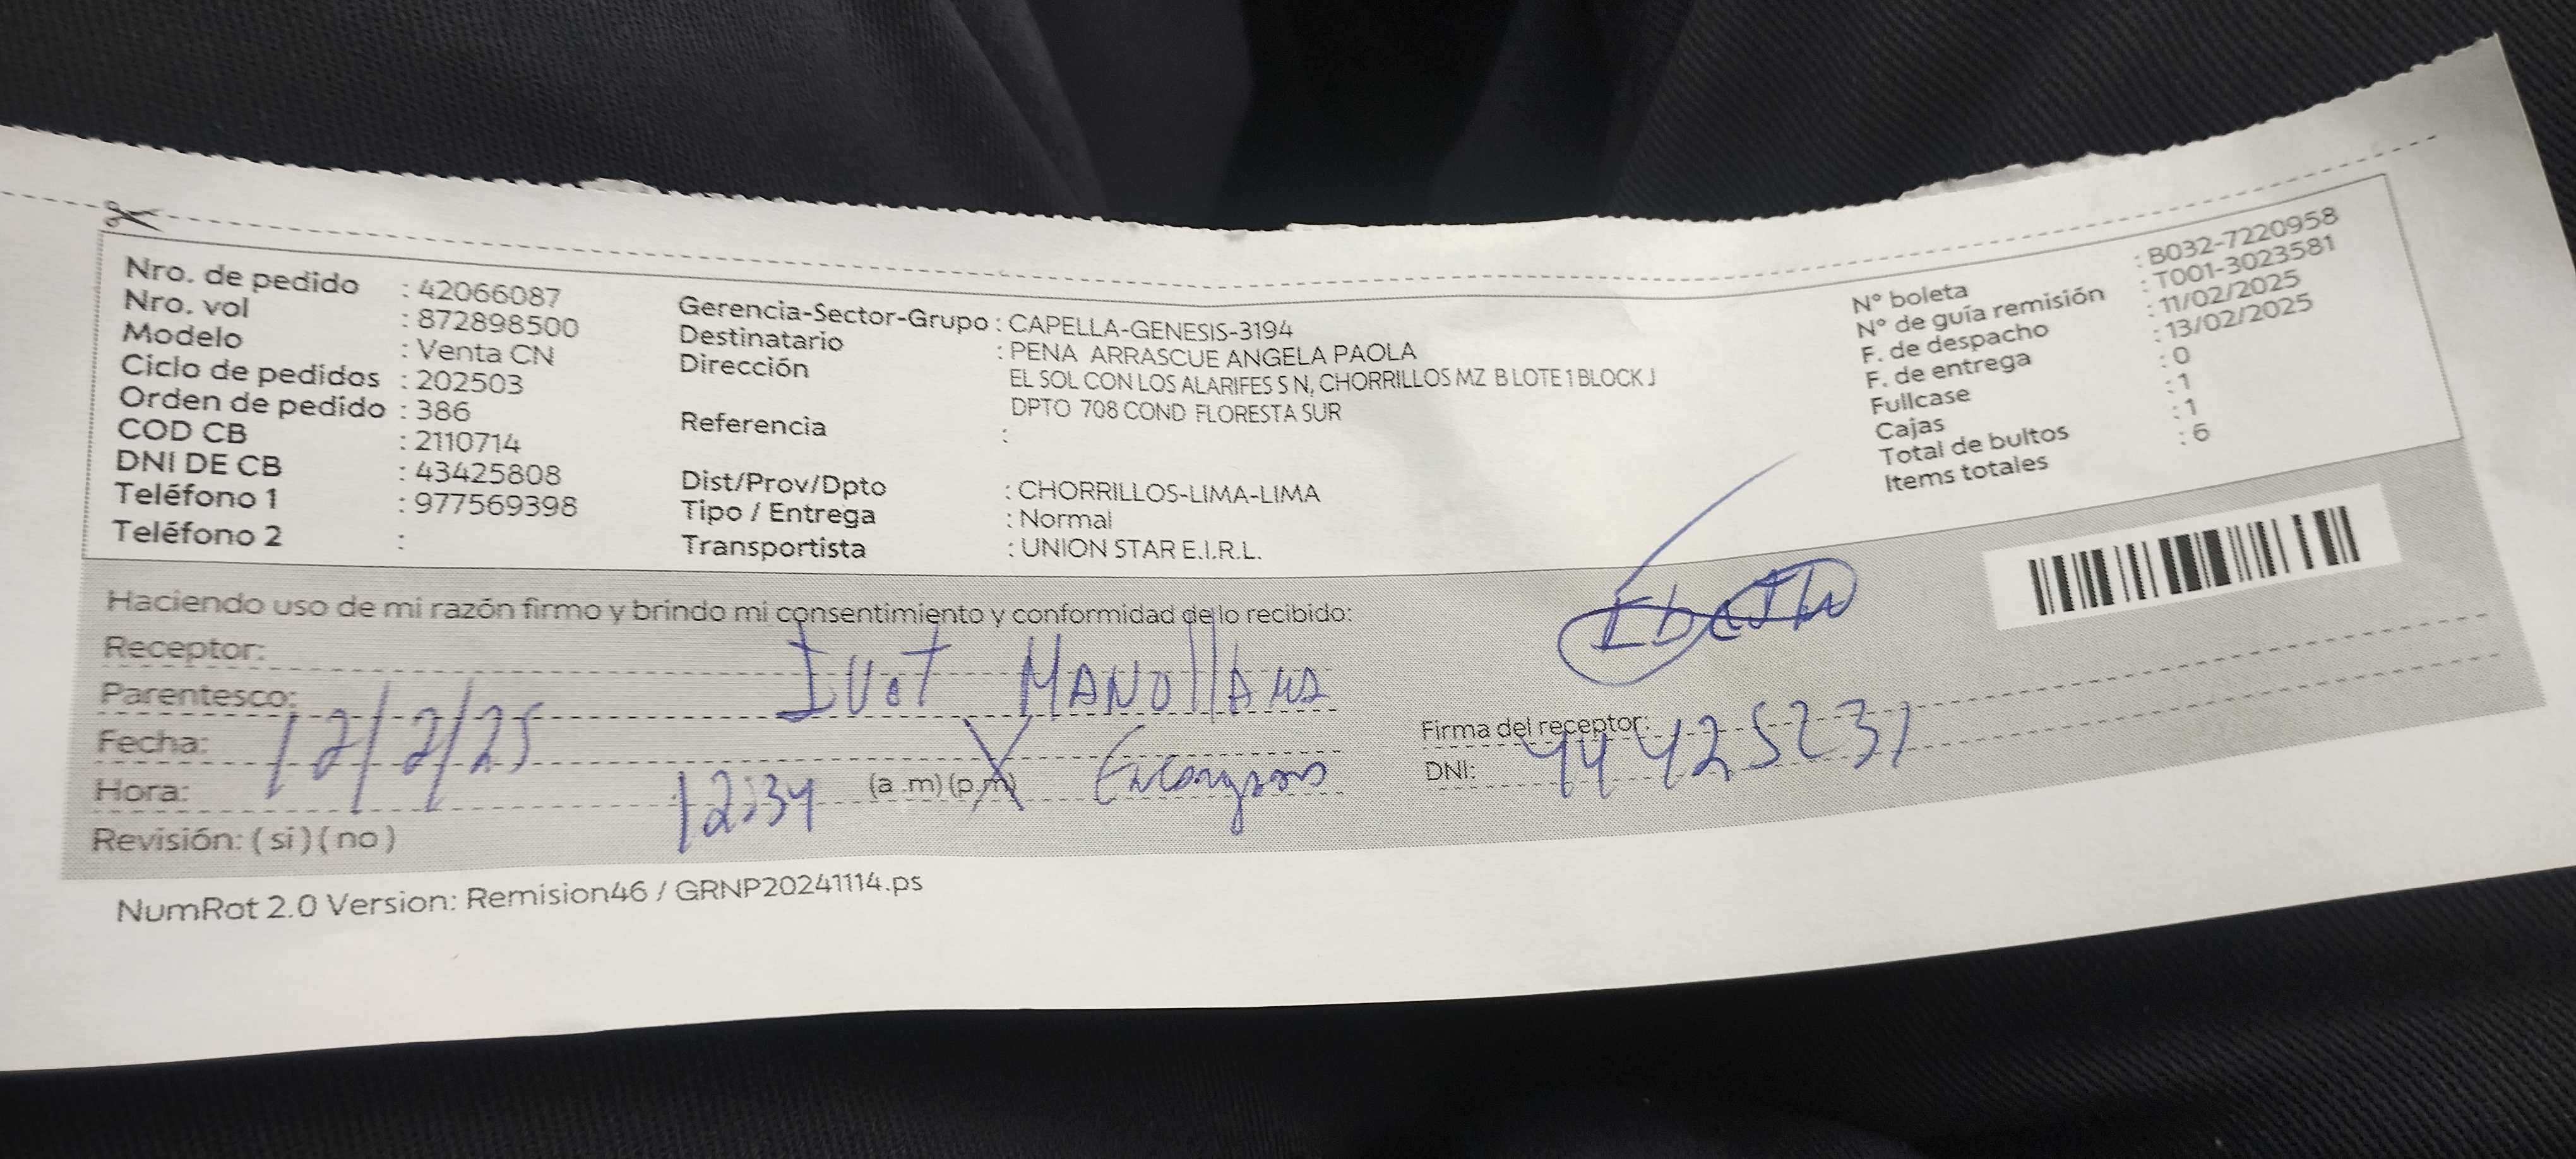 Nro. de pedido : 42066087
Nro. vol : 872898500
Modelo : Venta CN
Ciclo de pedidos : 202503
Orden de pedido : 386
COD CB : 2110714
DNI DE CB : 43425808
Teléfono 1 : 977569398
Teléfono 2 :
Gerencia-Sector-Grupo : CAPELLA-GENESIS-3194
Destinatario : PENA ARRASCUE ANGELA PAOLA
Dirección EL SOL CON LOS ALARIFES S N, CHORRILLOS MZ B LOTE 1 BLOCK J
DPTO 708 COND FLORESTA SUR
Referencia :
Dist/Prov/Dpto : CHORRILLOS-LIMA-LIMA
Tipo / Entrega : Normal
Transportista : UNION STAR E.I.R.L.
N° boleta : B032-7220958
N° de guía remisión : T001-3023581
F. de despacho : 11/02/2025
F. de entrega : 13/02/2025
Fullcase : 0
Cajas : 1
Total de bultos : 1
Items totales : 6
Haciendo uso de mi razón firmo y brindo mi consentimiento y conformidad de lo recibido:
Receptor:
Parentesco: IVOT
Fecha: 12/2/25
Hora: 12:34 (a.m)(p.m)
Revisión: ( si ) ( no )
Firma del receptor:
DNI: 44425231
NumRot 2.0 Version: Remision46 / GRNP20241114.ps